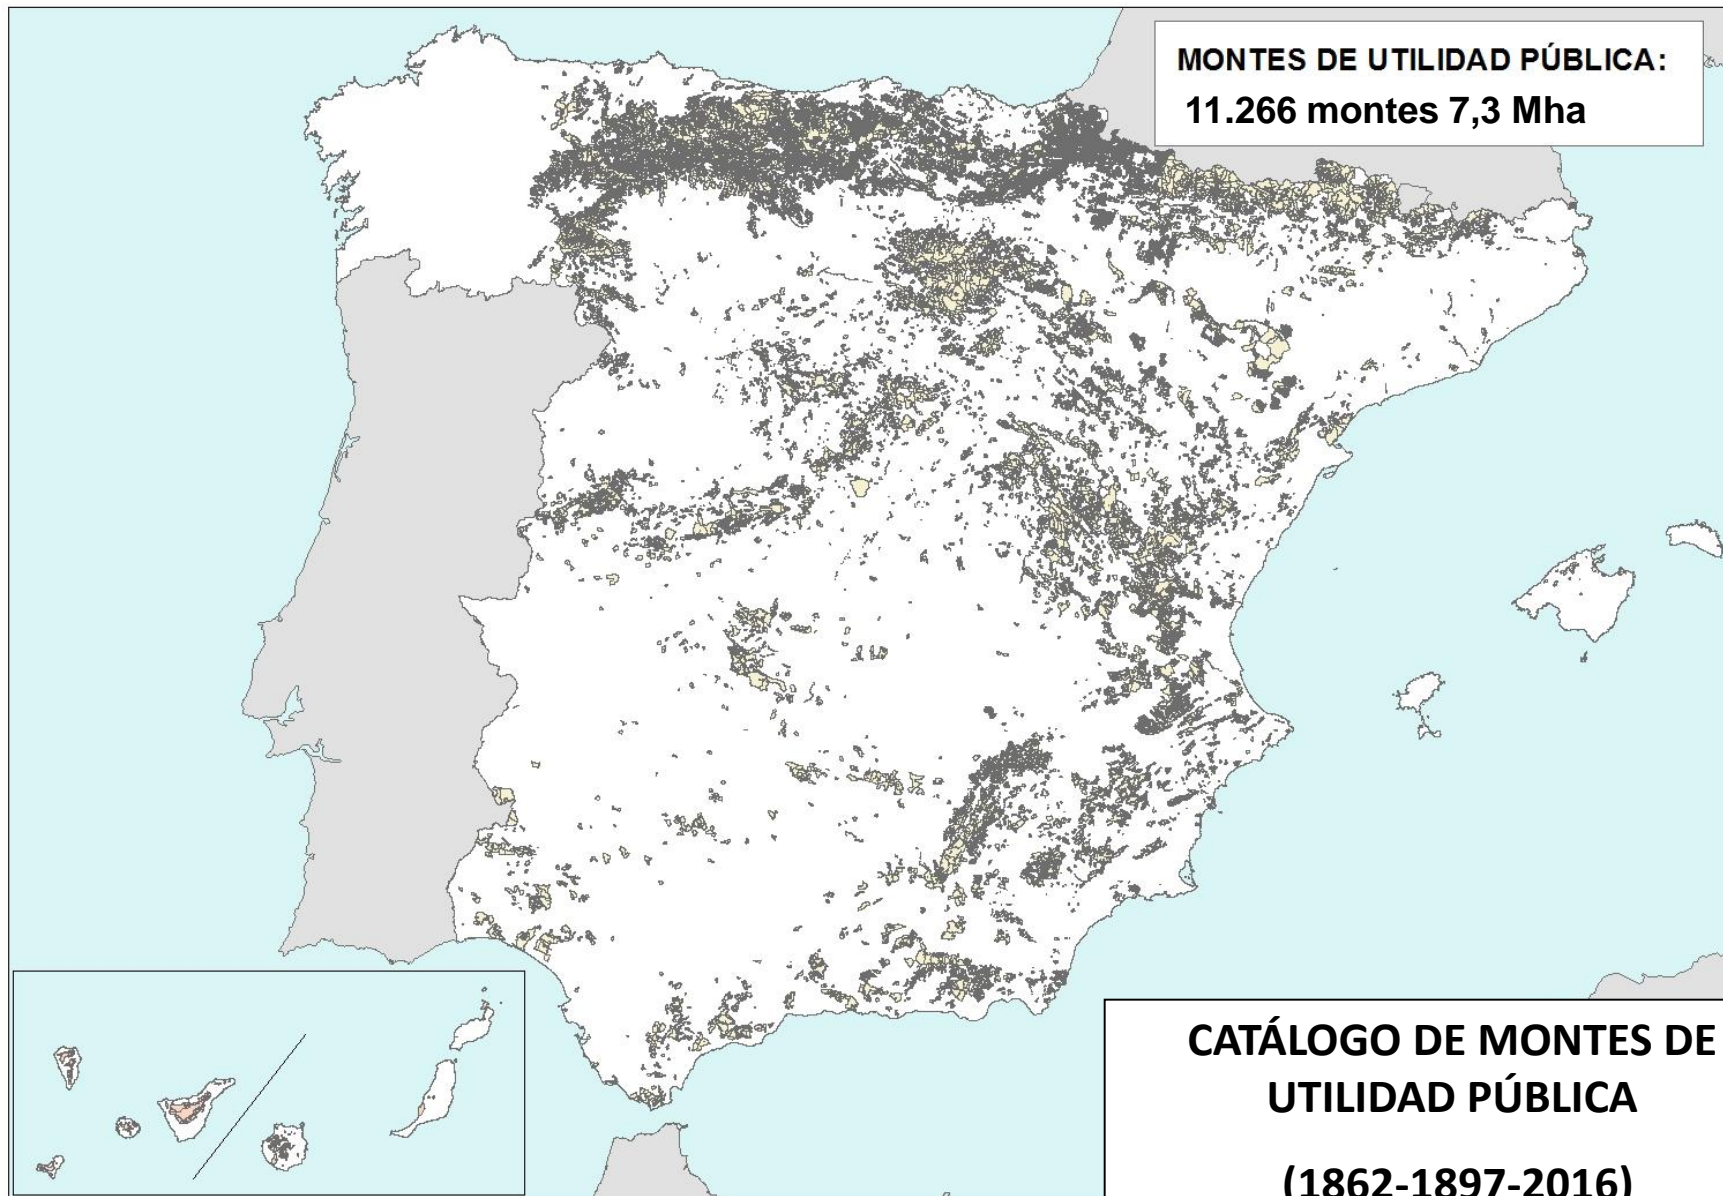 MONTES DE UTILIDAD PÚBLICA:
11.266 montes 7,3 Mha
CATÁLOGO DE MONTES DE
UTILIDAD PÚBLICA
(1862-1897-2016)